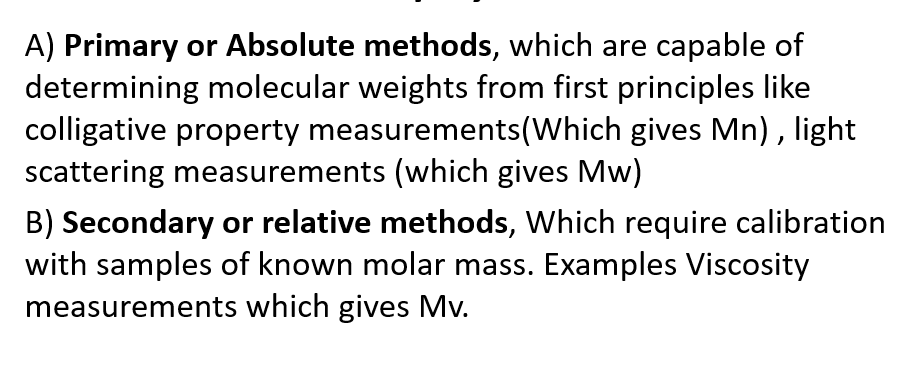 A) Primary or Absolute methods, which are capable of
determining molecular weights from first principles like
colligative property measurements(Which gives Mn) , light
scattering measurements (which gives Mw)
B) Secondary or relative methods, Which require calibration
with samples of known molar mass. Examples Viscosity
measurements which gives Mv.